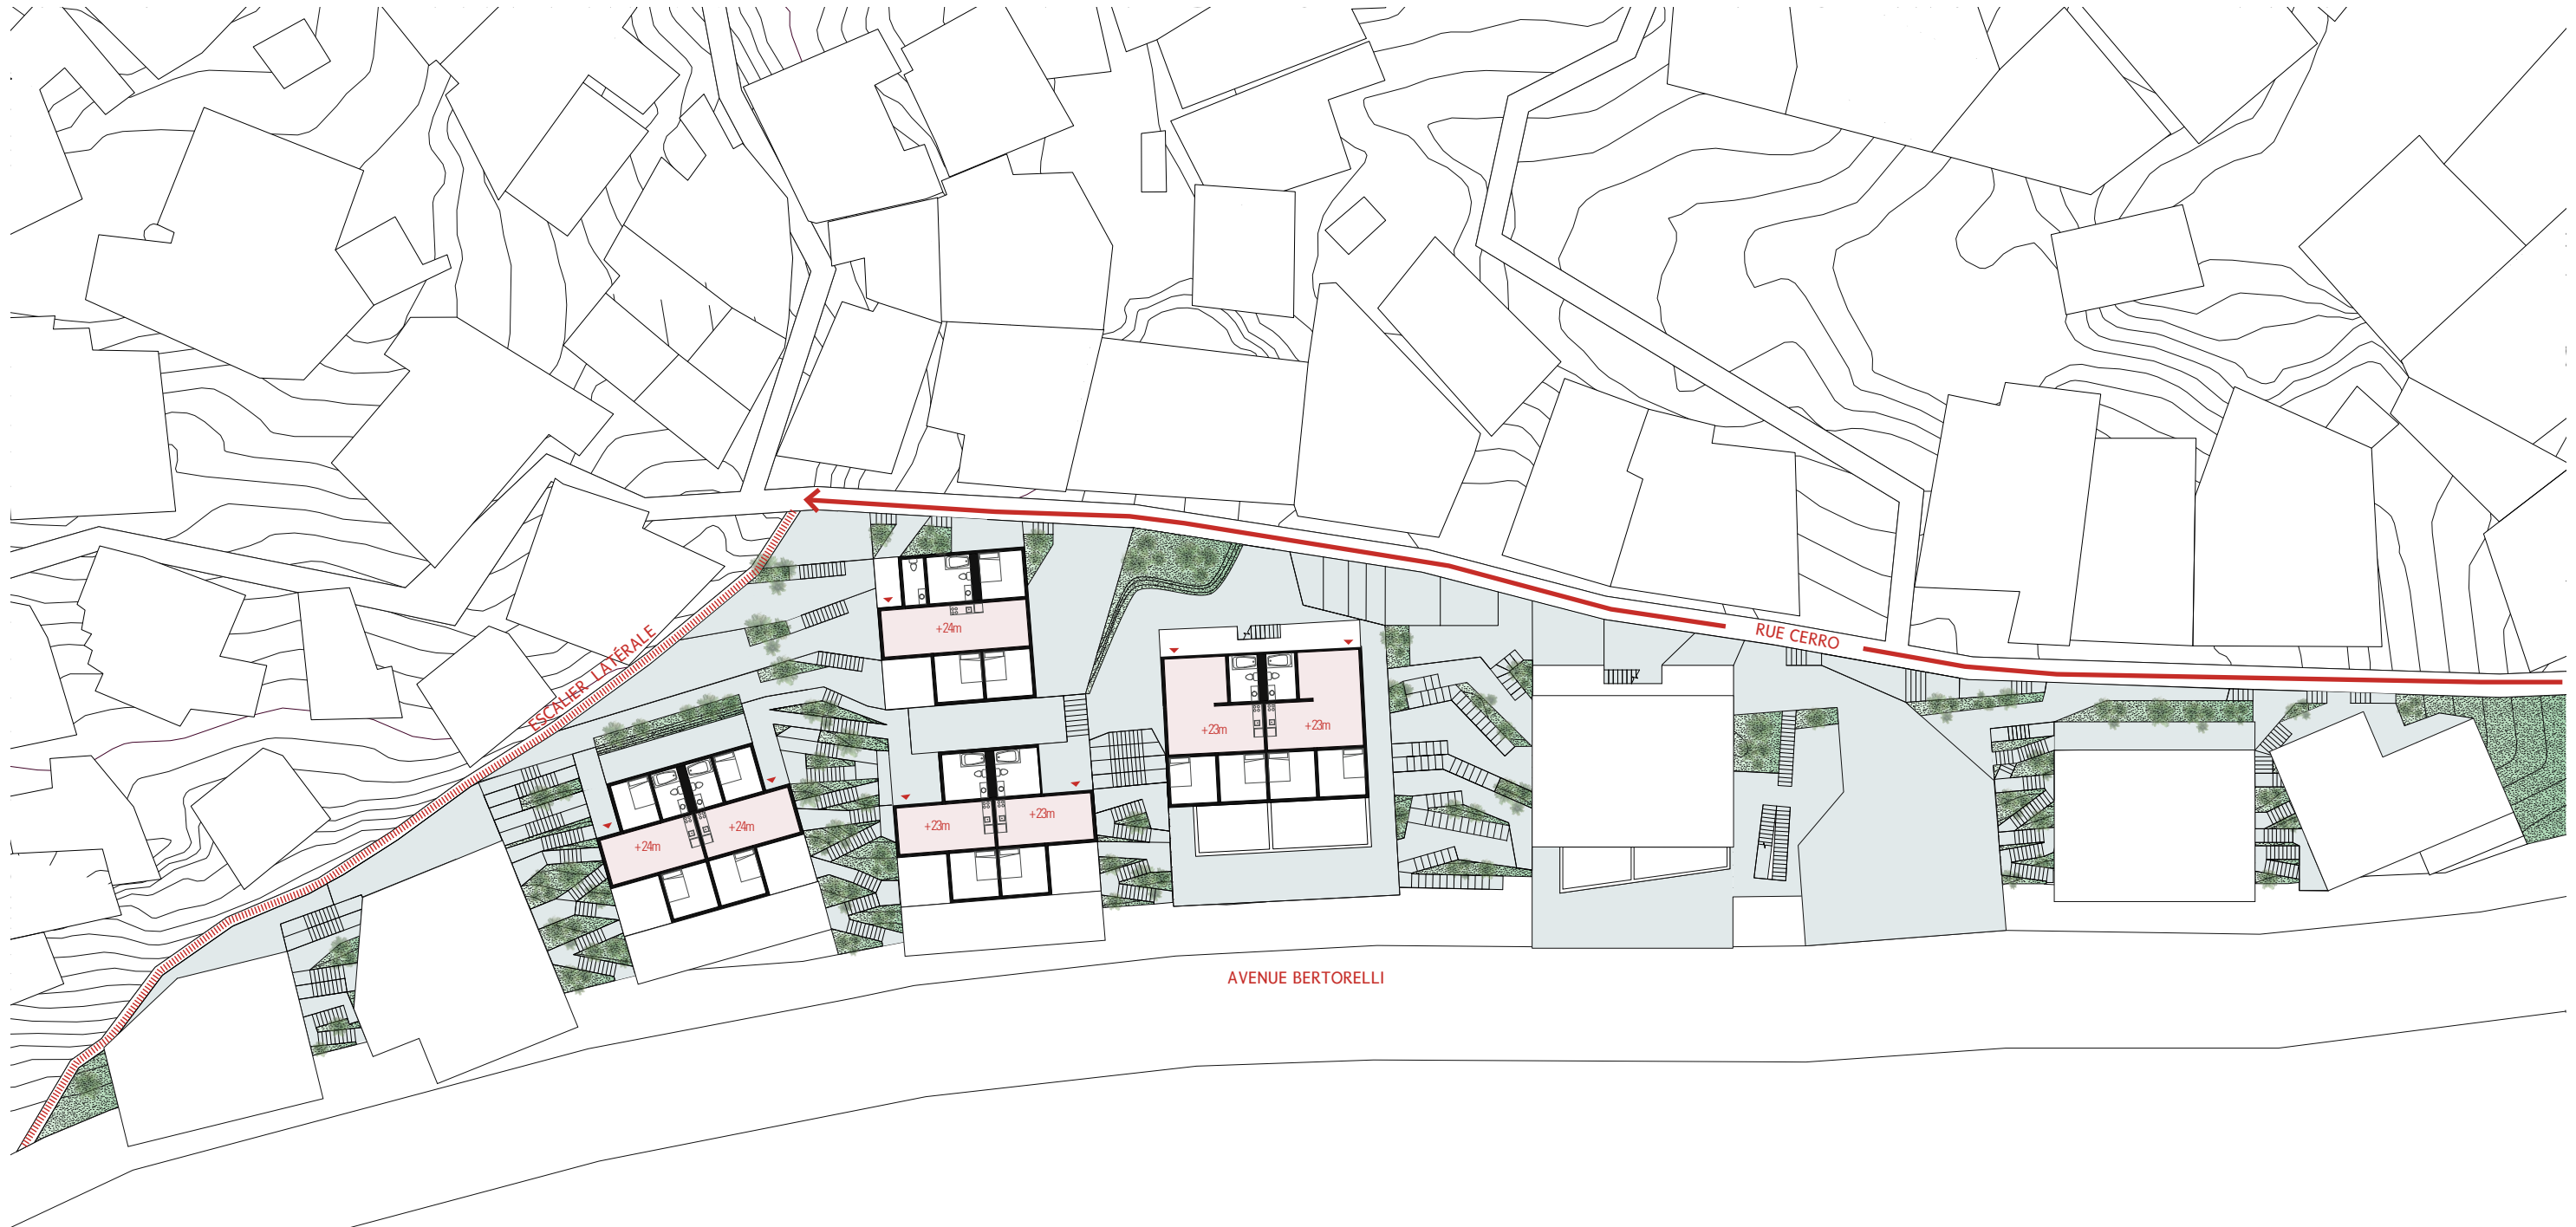 +24m
RUE CERRO
ESCALIER LATÉRALE
+23m
+23m
+23m
+23m
+24m
+24m
AVENUE BERTORELLI